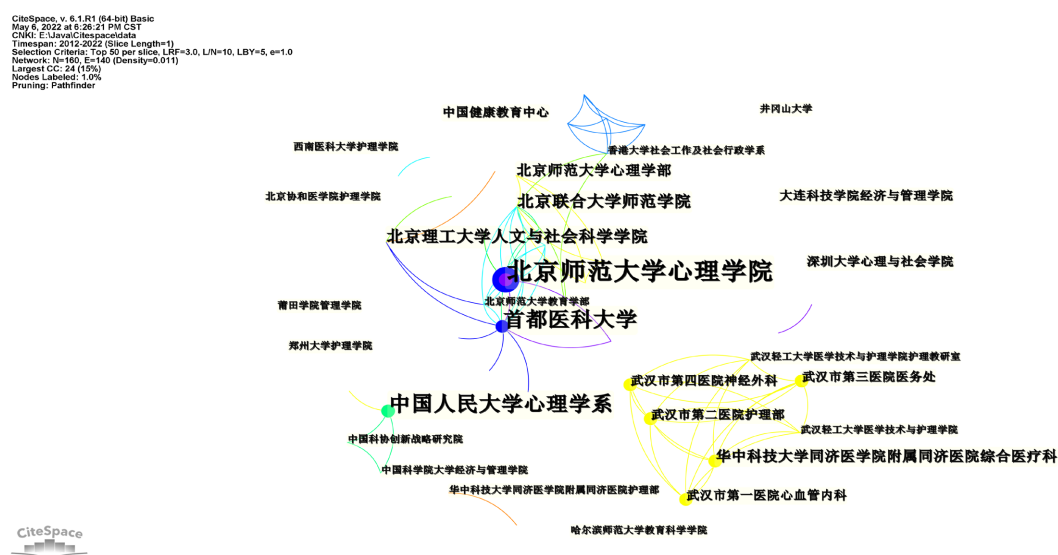 CiteSpace, v. 6.1.R1 (64-bit) Basic
May 6, 2022 at 6:26:21 PM CST
CNKI: E:\Java\Citespace\data
Timespan: 2012-2022 (Slice Length=1)
Selection Criteria: Top 50 per slice, LRF=3.0, L/N=10, LBY=5, e=1.0
Network: N=160, E=140 (Density=0.011)
Largest CC: 24 (15%)
Nodes Labeled: 1.0%
Pruning: Pathfinder
中国健康教育中心
井冈山大学
西南医科大学护理学院
香港大学社会工作及社会行政学系
北京师范大学心理学部
北京协和医学院护理学院
北京联合大学师范学院
大连科技学院经济与管理学院
北京理工大学人文与社会科学学院
深圳大学心理与社会学院
北京师范大学心理学院
北京师范大学教育学部
莆田学院管理学院
首都医科大学
郑州大学护理学院
武汉轻工大学医学技术与护理学院护理教研室
武汉市第四医院神经外科
武汉市第三医院医务处
中国人民大学心理学系
武汉市第二医院护理部
武汉轻工大学医学技术与护理学院
中国科协创新战略研究院
华中科技大学同济医学院附属同济医院综合医疗科
中国科学院大学经济与管理学院
华中科技大学同济医学院附属同济医院护理部
武汉市第一医院心血管内科
哈尔滨师范大学教育科学学院
CiteSpace